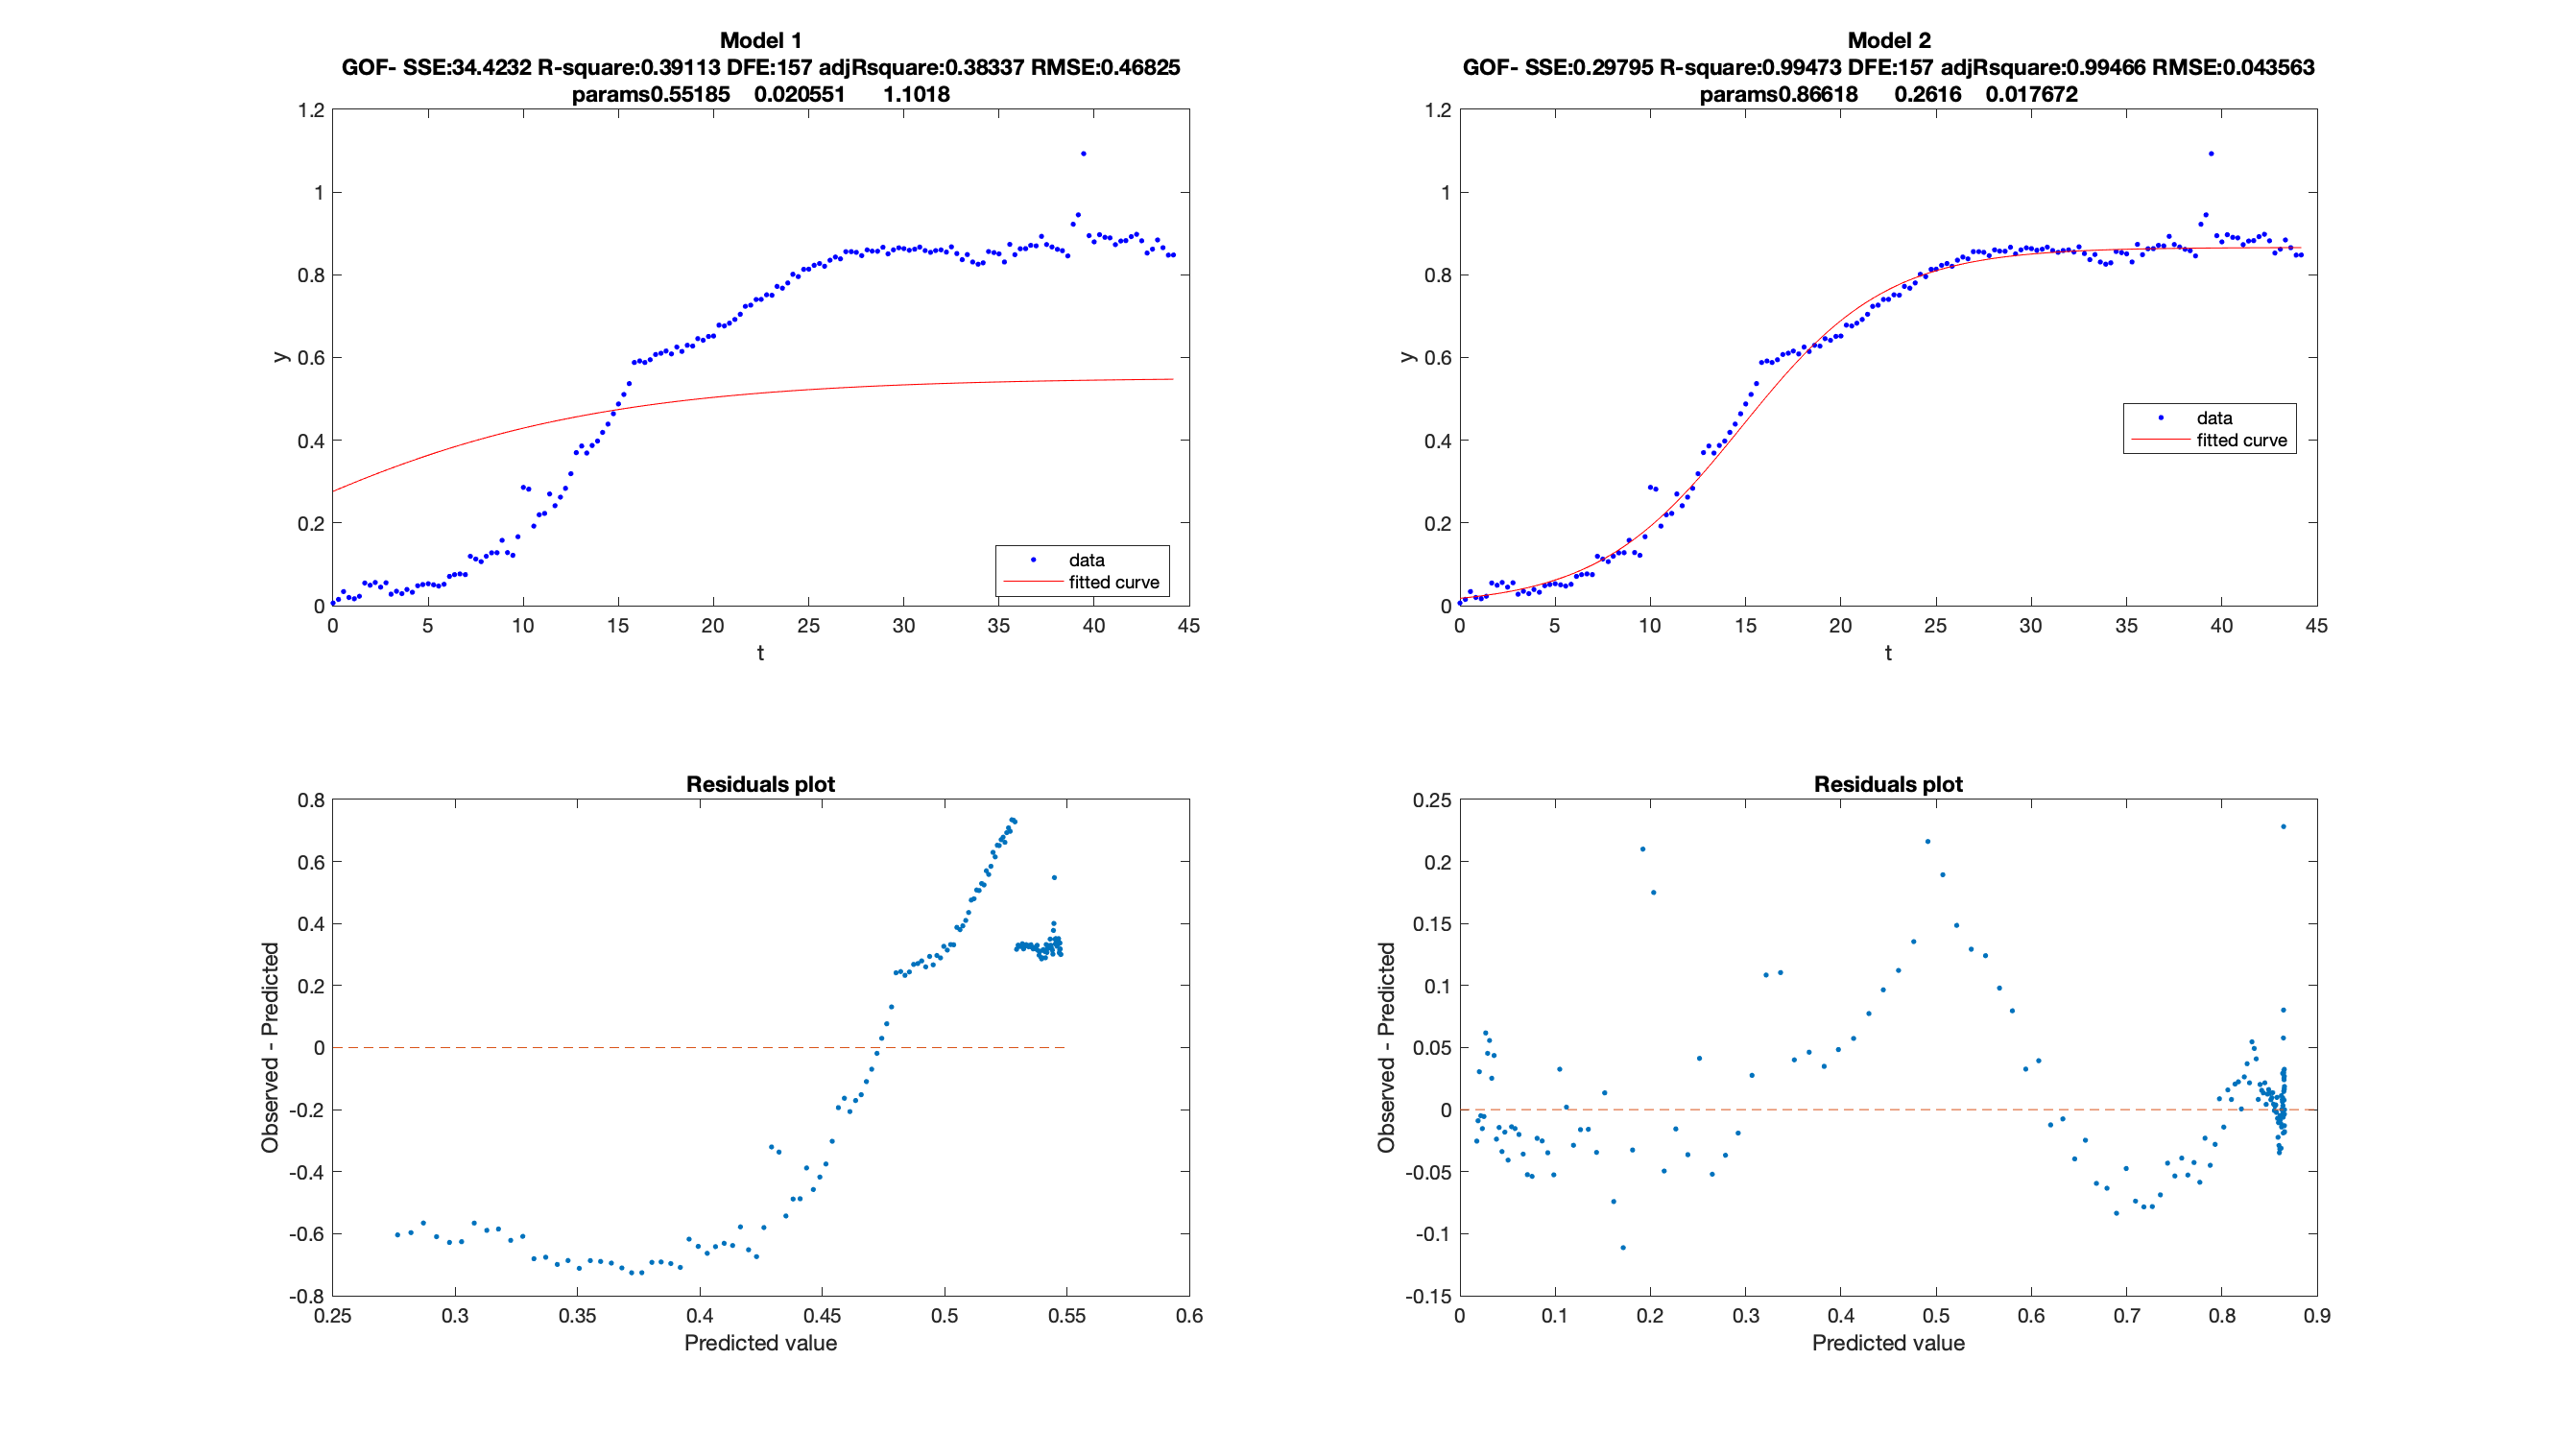 Model 1
GOF- SSE:34.4232 R-square:0.39113 DFE:157 adjRsquare:0.38337 RMSE:0.46825
params0.55185 0.020551 1.1018
1.2
1
0.8
0.6
0.4
0.2
0
y
0 5 10 15 20 25 30 35 40 45
t
data
fitted curve
Model 2
GOF- SSE:0.29795 R-square:0.99473 DFE:157 adjRsquare:0.99466 RMSE:0.043563
params0.86618 0.2616 0.017672
1.2
1
0.8
0.6
0.4
0.2
0
y
0 5 10 15 20 25 30 35 40 45
t
data
fitted curve
Residuals plot
0.8
0.6
0.4
0.2
0
-0.2
-0.4
-0.6
-0.8
Observed - Predicted
0.25 0.3 0.35 0.4 0.45 0.5 0.55 0.6
Predicted value
Residuals plot
0.25
0.2
0.15
0.1
0.05
0
-0.05
-0.1
-0.15
Observed - Predicted
0 0.1 0.2 0.3 0.4 0.5 0.6 0.7 0.8 0.9
Predicted value